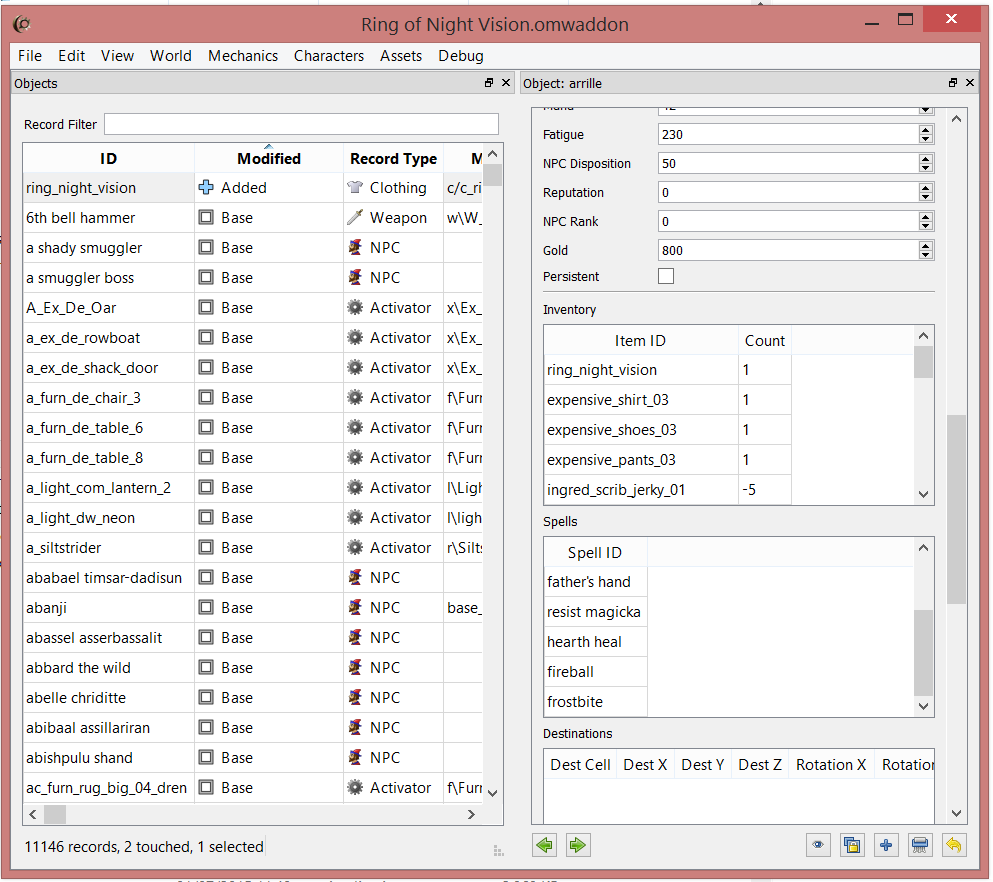 Ring of Night Vision.omwaddon
File Edit View World Mechanics Characters Assets Debug
Objects
Record Filter
ID Modified Record Type M
ring_night_vision Added Clothing c/c_ri
6th bell hammer Base Weapon w\W_
a shady smuggler Base NPC
a smuggler boss Base NPC
A_Ex_De_Oar Base Activator x\Ex_
a_ex_de_rowboat Base Activator x\Ex_
a_ex_de_shack_door Base Activator x\Ex_
a_furn_de_chair_3 Base Activator f\Furn
a_furn_de_table_6 Base Activator f\Furn
a_furn_de_table_8 Base Activator f\Furn
a_light_com_lantern_2 Base Activator l\Ligh
a_light_dw_neon Base Activator l\ligh
a_siltstrider Base Activator r\Silts
ababael timsar-dadisun Base NPC
abanji Base NPC base_
abassel asserbassalit Base NPC
abbard the wild Base NPC
abelle chriditte Base NPC
abibaal assillariran Base NPC
abishpulu shand Base NPC
ac_furn_rug_big_04_dren Base Activator f\Furn
11146 records, 2 touched, 1 selected
Object: arrille
Fatigue 230
NPC Disposition 50
Reputation 0
NPC Rank 0
Gold 800
Persistent
Inventory
Item ID Count
ring_night_vision 1
expensive_shirt_03 1
expensive_shoes_03 1
expensive_pants_03 1
ingred_scrib_jerky_01 -5
Spells
Spell ID
father's hand
resist magicka
hearth heal
fireball
frostbite
Destinations
Dest Cell Dest X Dest Y Dest Z Rotation X Rotation